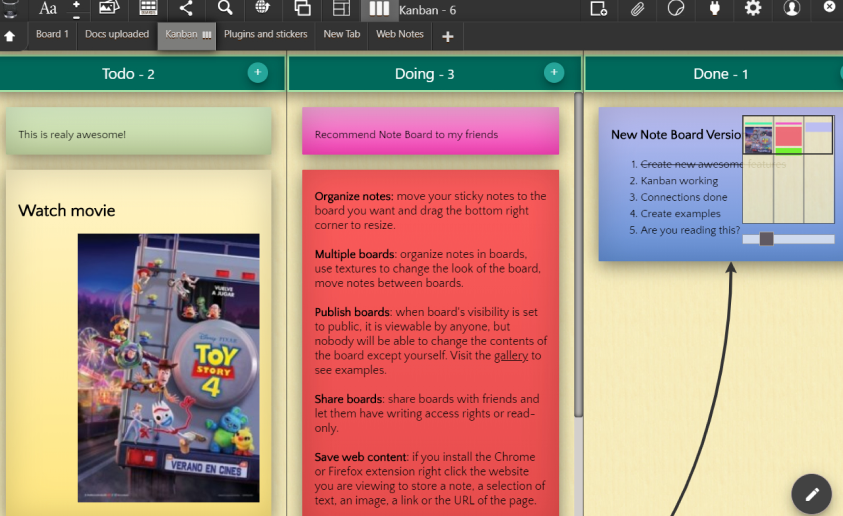 Aa
Kanban - 6
Board 1
Docs uploaded
Kanban
Plugins and stickers
New Tab
Web Notes
Todo - 2
Doing - 3
Done - 1
This is realy awesome!
Watch movie
VUELVE
A JUGAR
Disney PIXAR
TOY
STORY
4
VERANO EN CINES
Recommend Note Board to my friends
Organize notes: move your sticky notes to the
board you want and drag the bottom right
corner to resize.
Multiple boards: organize notes in boards,
use textures to change the look of the board,
move notes between boards.
Publish boards: when board's visibility is set
to public, it is viewable by anyone, but
nobody will be able to change the contents of
the board except yourself. Visit the gallery to
see examples.
Share boards: share boards with friends and
let them have writing access rights or read-
only.
Save web content: if you install the Chrome
or Firefox extension right click the website
you are viewing to store a note, a selection of
text, an image, a link or the URL of the page.
New Note Board Versio
1. Create new awesome features
2. Kanban working
3. Connections done
4. Create examples
5. Are you reading this?